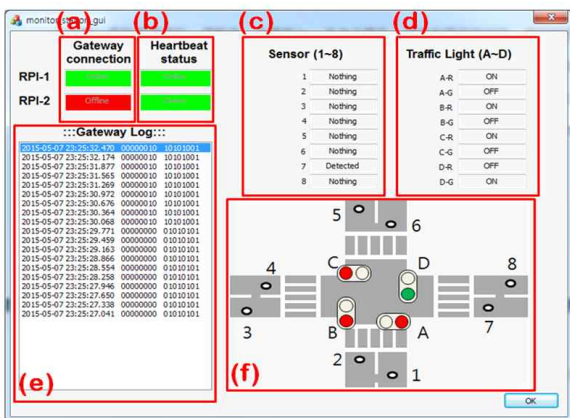 monitor_station_gui
(a) (b) (c) (d)
Gateway connection
Heartbeat status
RPI-1 Online Online
RPI-2 Offline Online
Sensor (1~8)
1 Nothing
2 Nothing
3 Nothing
4 Nothing
5 Nothing
6 Nothing
7 Detected
8 Nothing
Traffic Light (A~D)
A-R ON
A-G OFF
B-R ON
B-G OFF
C-R ON
C-G OFF
D-R OFF
D-G ON
:::Gateway Log:::
2015-05-07 23:25:32.470 00000010 10101001
2015-05-07 23:25:32.174 00000010 10101001
2015-05-07 23:25:31.877 00000010 10101001
2015-05-07 23:25:31.565 00000010 10101001
2015-05-07 23:25:31.269 00000010 10101001
2015-05-07 23:25:30.972 00000010 10101001
2015-05-07 23:25:30.676 00000010 10101001
2015-05-07 23:25:30.364 00000010 10101001
2015-05-07 23:25:30.068 00000010 10101001
2015-05-07 23:25:29.771 00000000 01010101
2015-05-07 23:25:29.459 00000000 01010101
2015-05-07 23:25:29.163 00000000 01010101
2015-05-07 23:25:28.866 00000000 01010101
2015-05-07 23:25:28.554 00000000 01010101
2015-05-07 23:25:28.258 00000000 01010101
2015-05-07 23:25:27.946 00000000 01010101
2015-05-07 23:25:27.650 00000000 01010101
2015-05-07 23:25:27.338 00000000 01010101
2015-05-07 23:25:27.041 00000000 01010101
(e)
5 6
4 C D 8
3 B A 7
2 1
(f)
OK